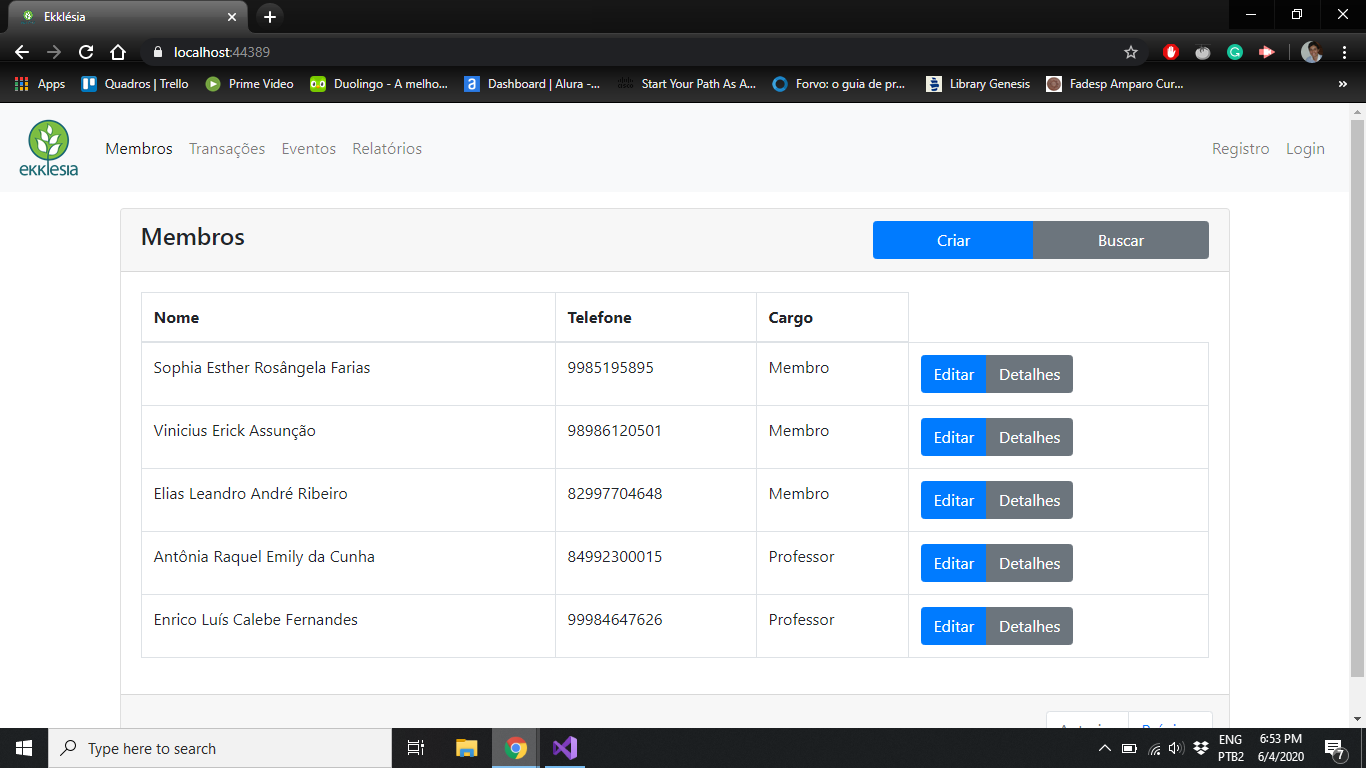 Ekklésia
localhost:44389
Apps Quadros | Trello Prime Video Duolingo - A melho... Dashboard | Alura -... Start Your Path As A... Forvo: o guia de pr... Library Genesis Fadesp Amparo Cur... »
ekklesia
Membros Transações Eventos Relatórios Registro Login
Membros Criar Buscar
Nome Telefone Cargo
Sophia Esther Rosângela Farias 9985195895 Membro Editar Detalhes
Vinicius Erick Assunção 98986120501 Membro Editar Detalhes
Elias Leandro André Ribeiro 82997704648 Membro Editar Detalhes
Antônia Raquel Emily da Cunha 84992300015 Professor Editar Detalhes
Enrico Luís Calebe Fernandes 99984647626 Professor Editar Detalhes
Type here to search
ENG 6:53 PM
PTB2 6/4/2020 7